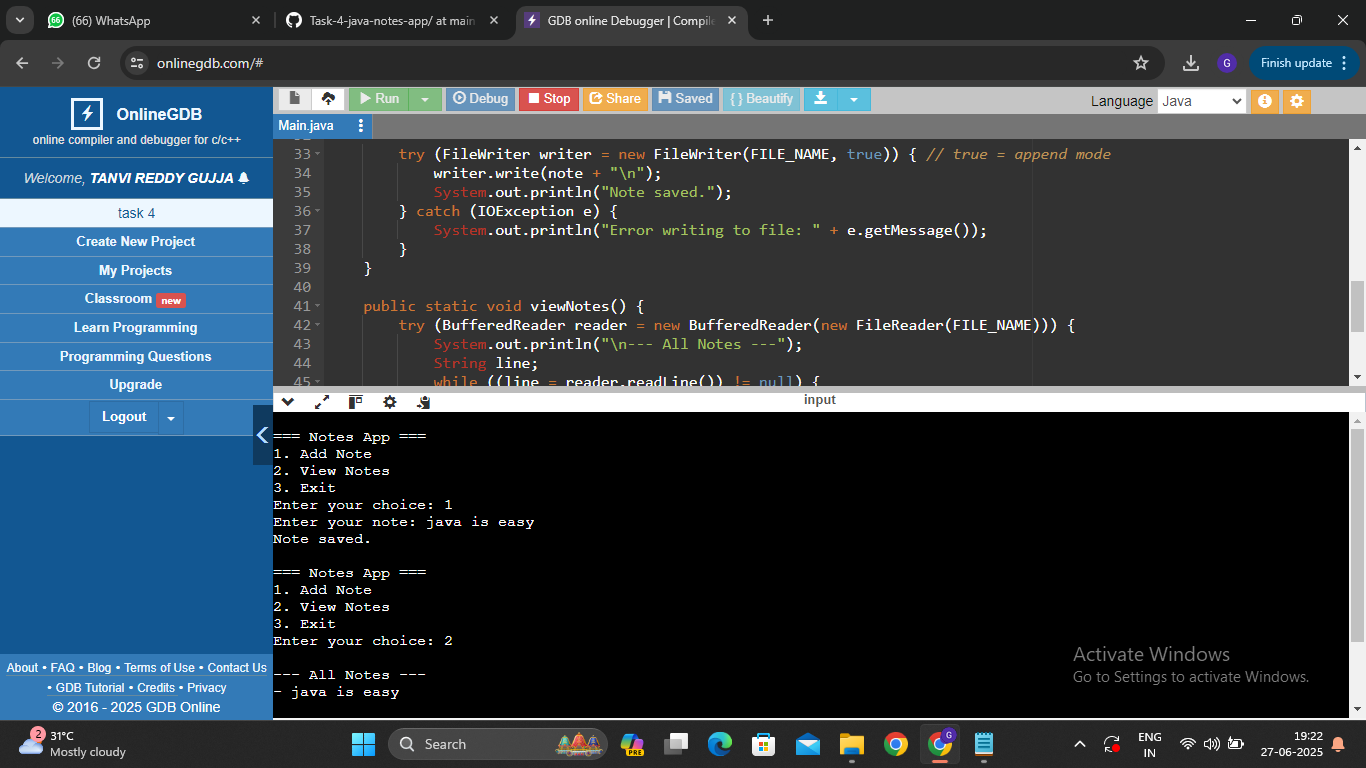 (66) WhatsApp
Task-4-java-notes-app/ at main
GDB online Debugger | Compile
onlinegdb.com/#
G
Finish update
OnlineGDB
online compiler and debugger for c/c++
Welcome, TANVI REDDY GUJJA
task 4
Create New Project
My Projects
Classroom new
Learn Programming
Programming Questions
Upgrade
Logout
About • FAQ • Blog • Terms of Use • Contact Us
• GDB Tutorial • Credits • Privacy
© 2016 - 2025 GDB Online
Run
Debug
Stop
Share
Saved
{ } Beautify
Language Java
Main.java
33 try (FileWriter writer = new FileWriter(FILE_NAME, true)) { // true = append mode
34 writer.write(note + "\n");
35 System.out.println("Note saved.");
36 } catch (IOException e) {
37 System.out.println("Error writing to file: " + e.getMessage());
38 }
39 }
40
41 public static void viewNotes() {
42 try (BufferedReader reader = new BufferedReader(new FileReader(FILE_NAME))) {
43 System.out.println("\n--- All Notes ---");
44 String line;
45 while ((line = reader.readLine()) != null) {
input
=== Notes App ===
1. Add Note
2. View Notes
3. Exit
Enter your choice: 1
Enter your note: java is easy
Note saved.
=== Notes App ===
1. Add Note
2. View Notes
3. Exit
Enter your choice: 2
--- All Notes ---
- java is easy
Activate Windows
Go to Settings to activate Windows.
2
31°C
Mostly cloudy
Search
PRE
G
ENG
IN
19:22
27-06-2025